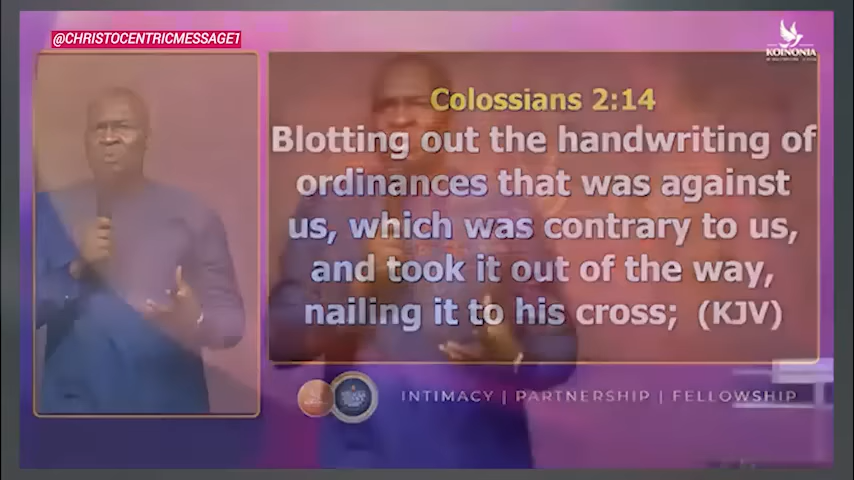 @CHRISTOCENTRICMESSAGE1
KOINONIA
Colossians 2:14
Blotting out the handwriting of
ordinances that was against
us, which was contrary to us,
and took it out of the way,
nailing it to his cross; (KJV)
INTIMACY | PARTNERSHIP | FELLOWSHIP